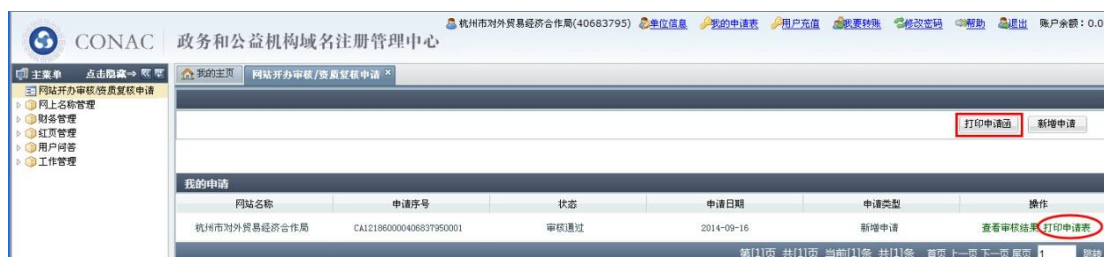 杭州市对外贸易经济合作局(40683795) 单位信息 我的申请表 用户充值 我要转账 修改密码 帮助 退出 账户余额：0.0
CONAC 政务和公益机构域名注册管理中心
主菜单 点击隐藏⇒
我的主页 网站开办审核/资质复核申请 ×
网站开办审核/资质复核申请
网上名称管理
财务管理
红页管理
用户问答
工作管理
打印申请函 新增申请
我的申请
网站名称 申请序号 状态 申请日期 申请类型 操作
杭州市对外贸易经济合作局 CA121860000406837950001 审核通过 2014-09-16 新增申请 查看审核结果 打印申请表
第[1]页 共[1]页 当前[1]条 共[1]条 首页 上一页 下一页 尾页 1 跳转